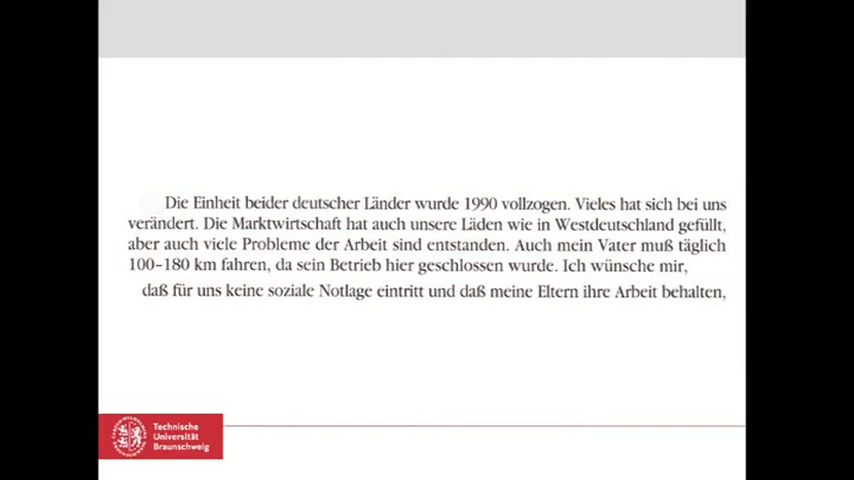 Die Einheit beider deutscher Länder wurde 1990 vollzogen. Vieles hat sich bei uns
verändert. Die Marktwirtschaft hat auch unsere Läden wie in Westdeutschland gefüllt,
aber auch viele Probleme der Arbeit sind entstanden. Auch mein Vater muß täglich
100–180 km fahren, da sein Betrieb hier geschlossen wurde. Ich wünsche mir,
daß für uns keine soziale Notlage eintritt und daß meine Eltern ihre Arbeit behalten,
Technische
Universität
Braunschweig